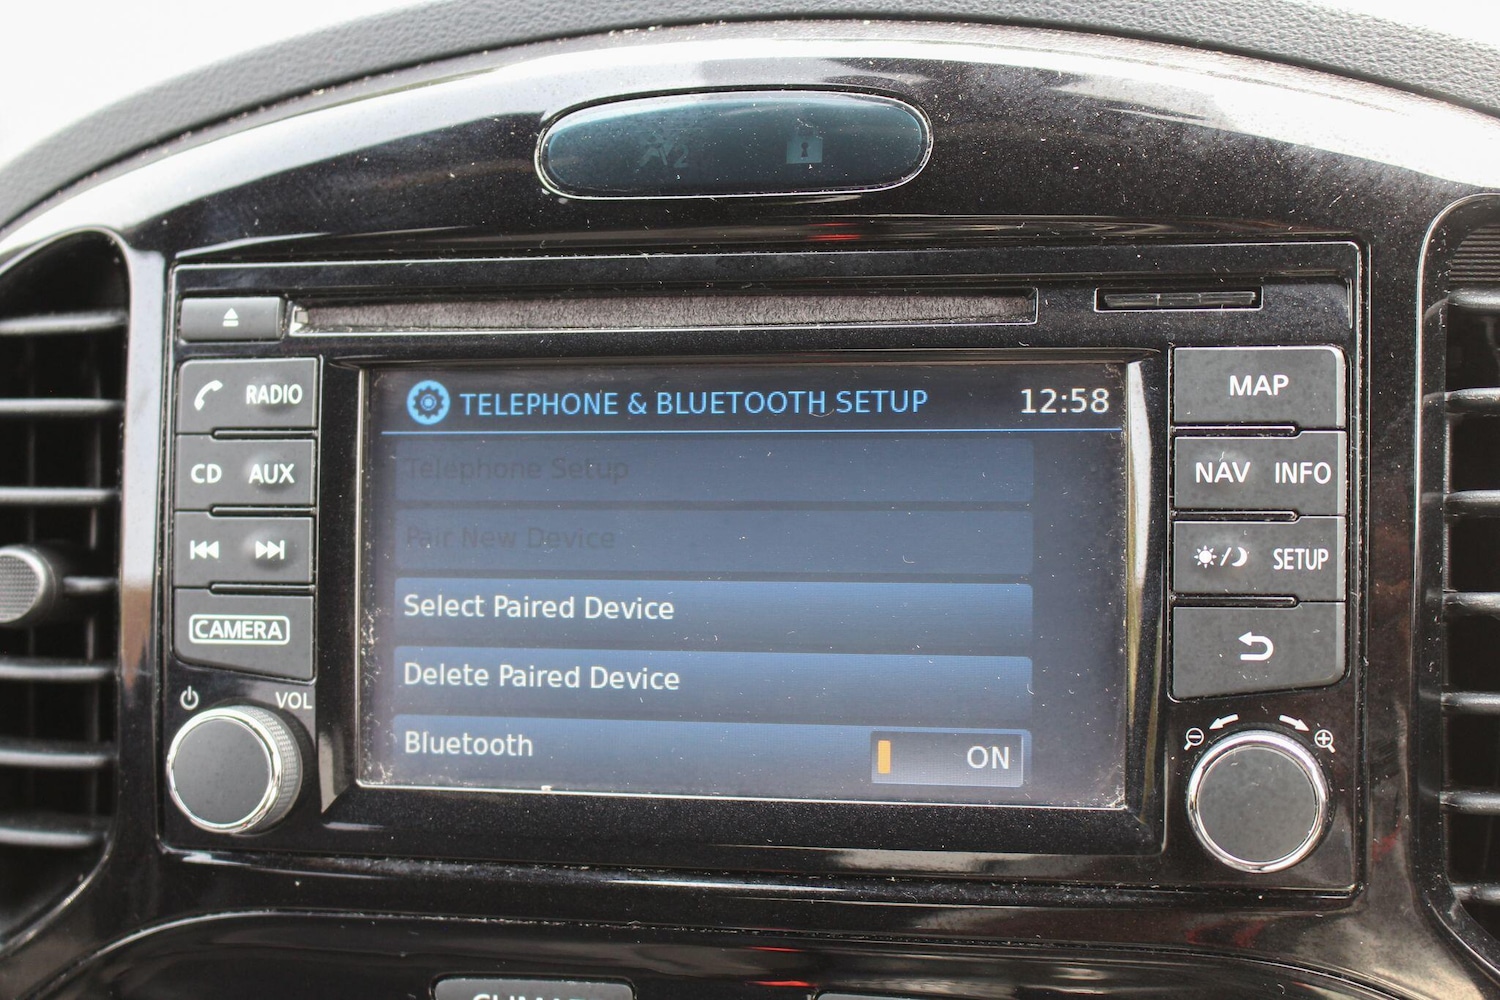 2
RADIO
CD AUX
CAMERA
VOL
TELEPHONE & BLUETOOTH SETUP 12:58
Telephone Setup
Pair New Device
Select Paired Device
Delete Paired Device
Bluetooth ON
MAP
NAV INFO
SETUP